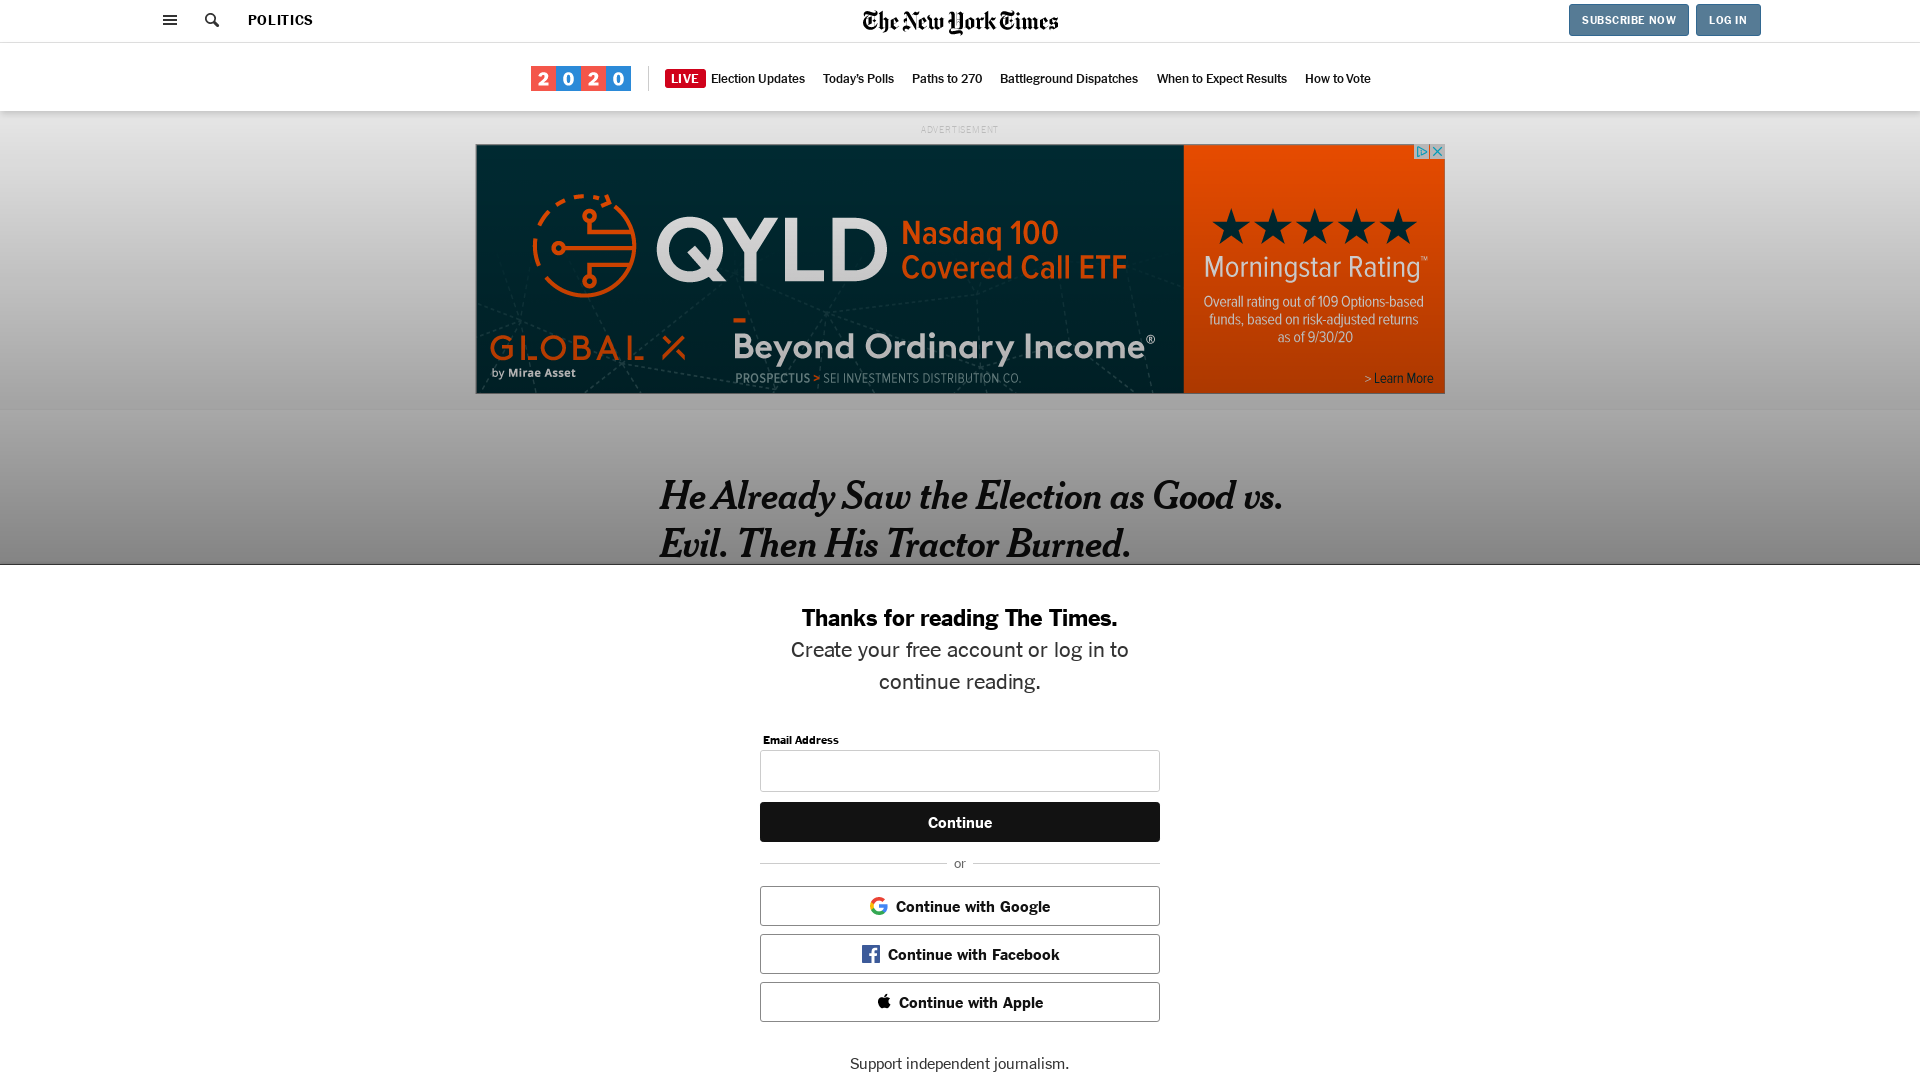 POLITICS
The New York Times
SUBSCRIBE NOW
LOG IN
2020
LIVE Election Updates
Today's Polls
Paths to 270
Battleground Dispatches
When to Expect Results
How to Vote
ADVERTISEMENT
QYLD
Nasdaq 100
Covered Call ETF
GLOBAL X
by Mirae Asset
Beyond Ordinary Income®
PROSPECTUS > SEI INVESTMENTS DISTRIBUTION CO.
Morningstar Rating™
Overall rating out of 109 Options-based
funds, based on risk-adjusted returns
as of 9/30/20
> Learn More
He Already Saw the Election as Good vs.
Evil. Then His Tractor Burned.
Thanks for reading The Times.
Create your free account or log in to
continue reading.
Email Address
Continue
or
Continue with Google
Continue with Facebook
Continue with Apple
Support independent journalism.